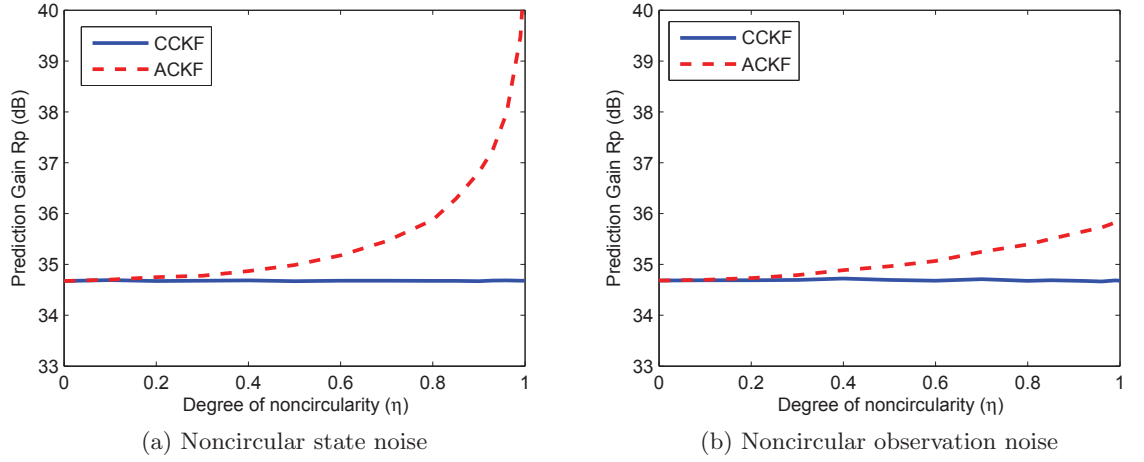 40
39
38
37
36
35
34
33
Prediction Gain Rp (dB)
CCKF
ACKF
0 0.2 0.4 0.6 0.8 1
Degree of noncircularity (η)
(a) Noncircular state noise
40
39
38
37
36
35
34
33
Prediction Gain Rp (dB)
CCKF
ACKF
0 0.2 0.4 0.6 0.8 1
Degree of noncircularity (η)
(b) Noncircular observation noise